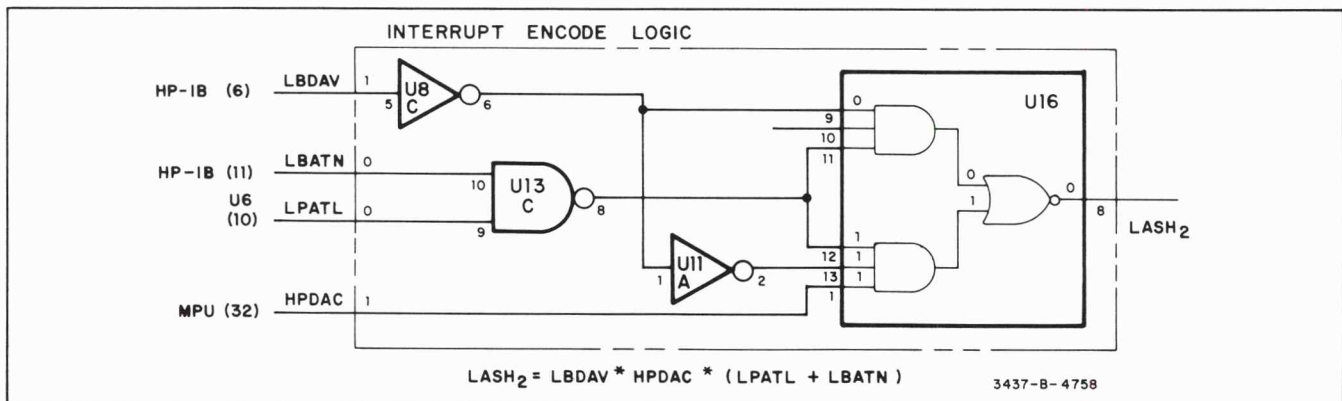 INTERRUPT ENCODE LOGIC
HP-IB (6) LBDAV 1
5 U8 C 6
0
9
10
11
U16
HP-IB (11) LBATN 0
10
U6 (10) LPATL 0
9
U13 C 8
0
1
0
8
LASH2
1 U11 A 2
1
12 1
13 1
1
MPU (32) HPDAC 1
LASH2 = LBDAV * HPDAC * (LPATL + LBATN)
3437-B-4758